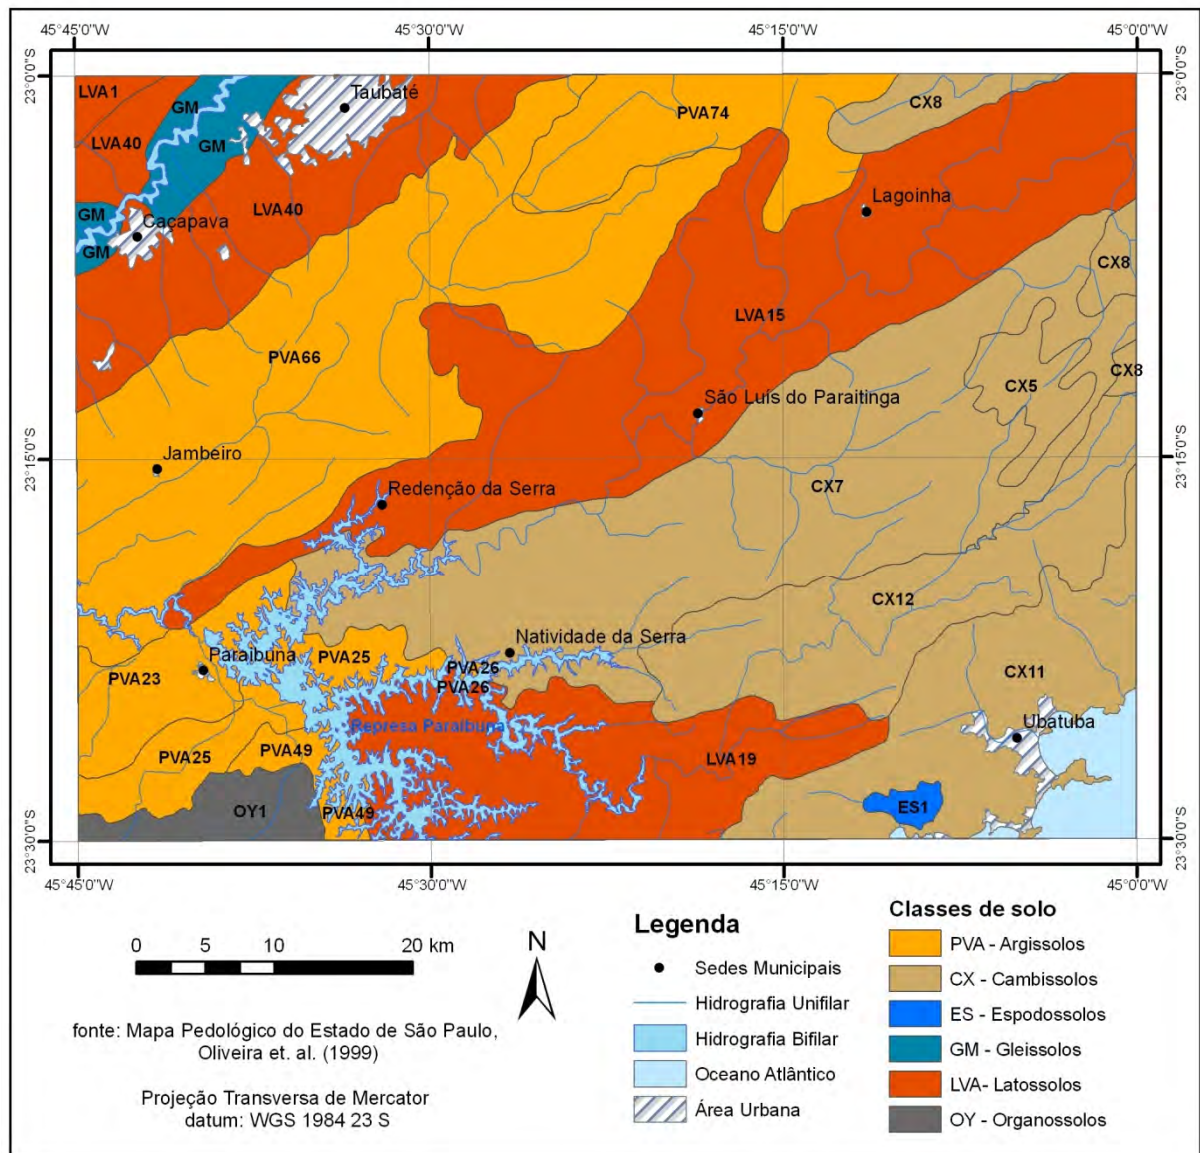 45°45'0"W 45°30'0"W 45°15'0"W 45°0'0"W
23°0'0"S 23°0'0"S
LVA1
GM
Taubaté
CX8
PVA74
LVA40
GM
Lagoinha
GM
Caçapava
LVA40
GM
CX8
LVA15
PVA66
CX5
CX8
São Luís do Paraitinga
Jambeiro
23°15'0"S 23°15'0"S
Redenção da Serra
CX7
CX12
Natividade da Serra
Paraibuna
PVA25
PVA26
CX11
PVA23
PVA26
Ubatuba
Represa Paraibuna
PVA49
PVA25
LVA19
OY1
PVA49
ES1
23°30'0"S 23°30'0"S
45°45'0"W 45°30'0"W 45°15'0"W 45°0'0"W
0 5 10 20 km
N
fonte: Mapa Pedológico do Estado de São Paulo,
Oliveira et. al. (1999)
Projeção Transversa de Mercator
datum: WGS 1984 23 S
Legenda
Sedes Municipais
Hidrografia Unifilar
Hidrografia Bifilar
Oceano Atlântico
Área Urbana
Classes de solo
PVA - Argissolos
CX - Cambissolos
ES - Espodossolos
GM - Gleissolos
LVA- Latossolos
OY - Organossolos